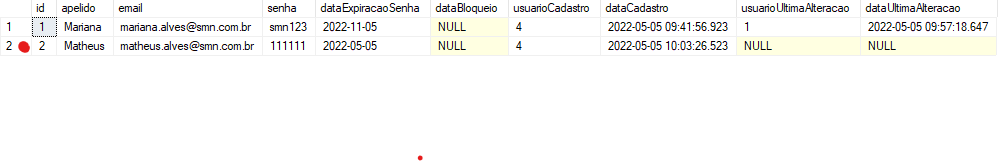 id apelido email senha dataExpiracaoSenha dataBloqueio usuarioCadastro dataCadastro usuarioUltimaAlteracao dataUltimaAlteracao
1 1 Mariana mariana.alves@smn.com.br smn123 2022-11-05 NULL 4 2022-05-05 09:41:56.923 1 2022-05-05 09:57:18.647
2 2 Matheus matheus.alves@smn.com.br 111111 2022-05-05 NULL 4 2022-05-05 10:03:26.523 NULL NULL